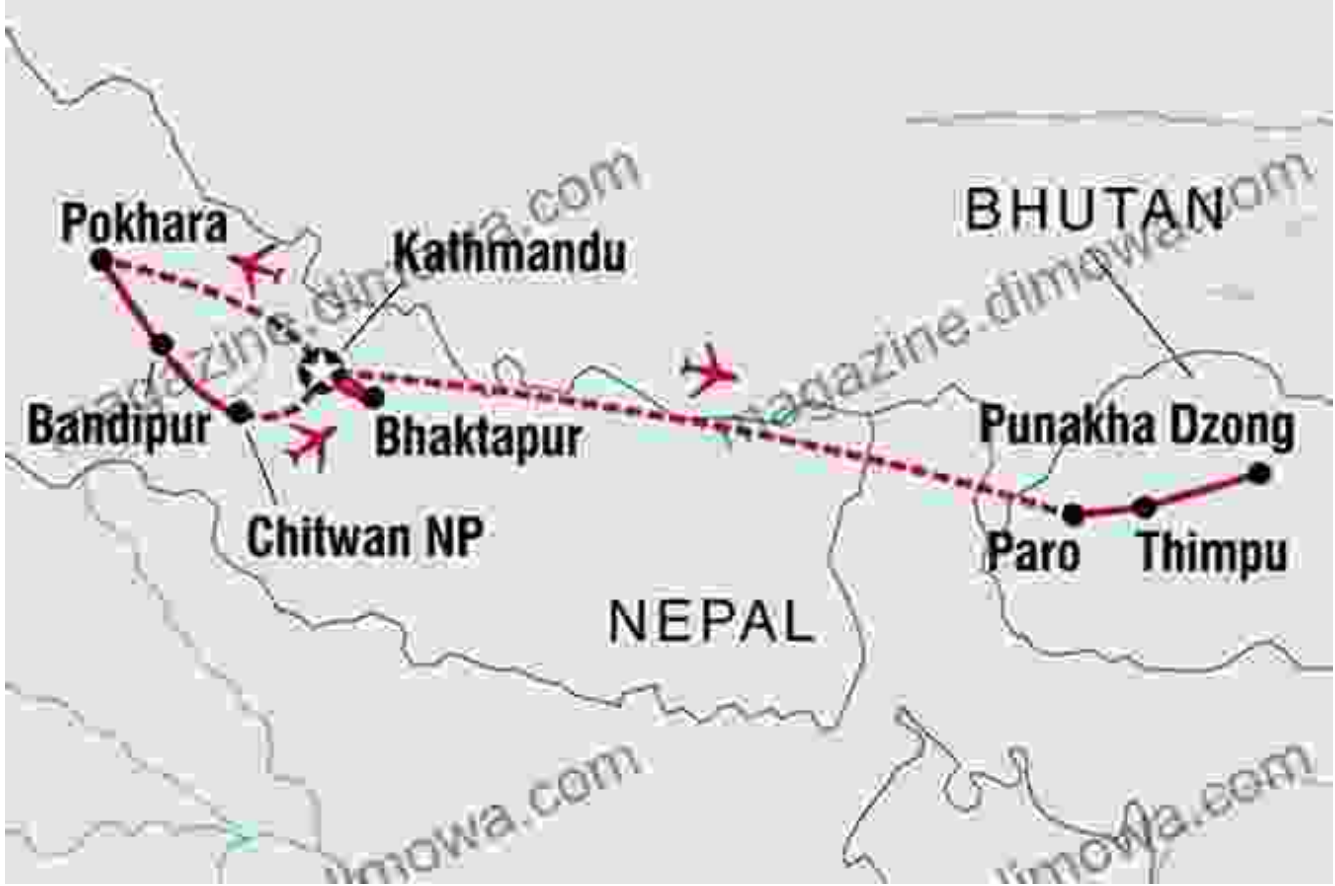 magazine.dimowa.com
magazine.dimowa.com
BHUTAN
Pokhara
Kathmandu
Bandipur
Bhaktapur
Punakha Dzong
Chitwan NP
Paro
Thimpu
NEPAL
dimowa.com
dimowa.com